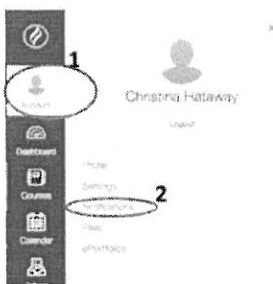 1
Account
Christina Hataway
Logout
Dashboard
Courses
Calendar
Profile
Settings
Notifications
2
Files
ePortfolios